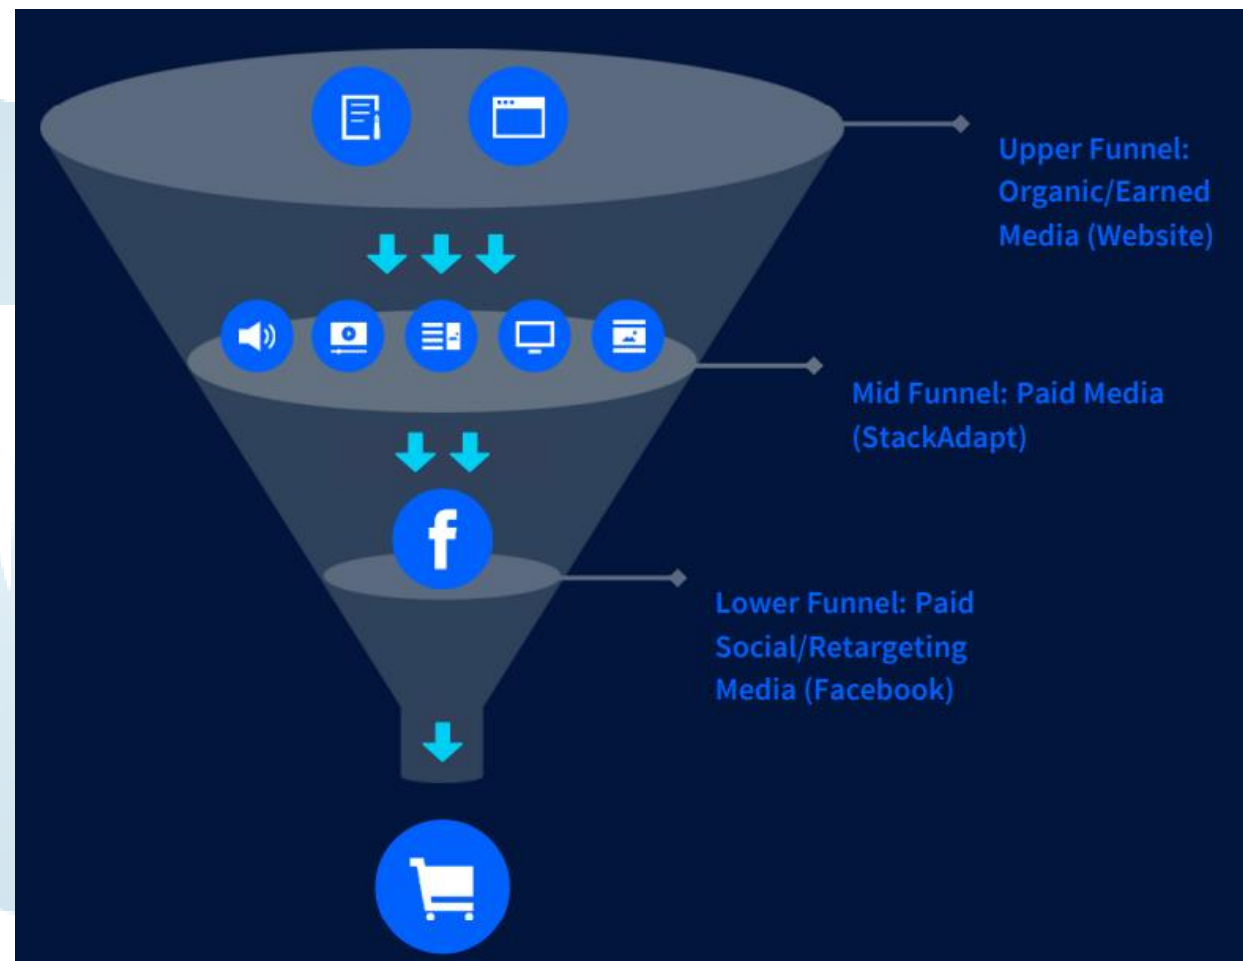 Upper Funnel:
Organic/Earned
Media (Website)
Mid Funnel: Paid Media
(StackAdapt)
f
Lower Funnel: Paid
Social/Retargeting
Media (Facebook)